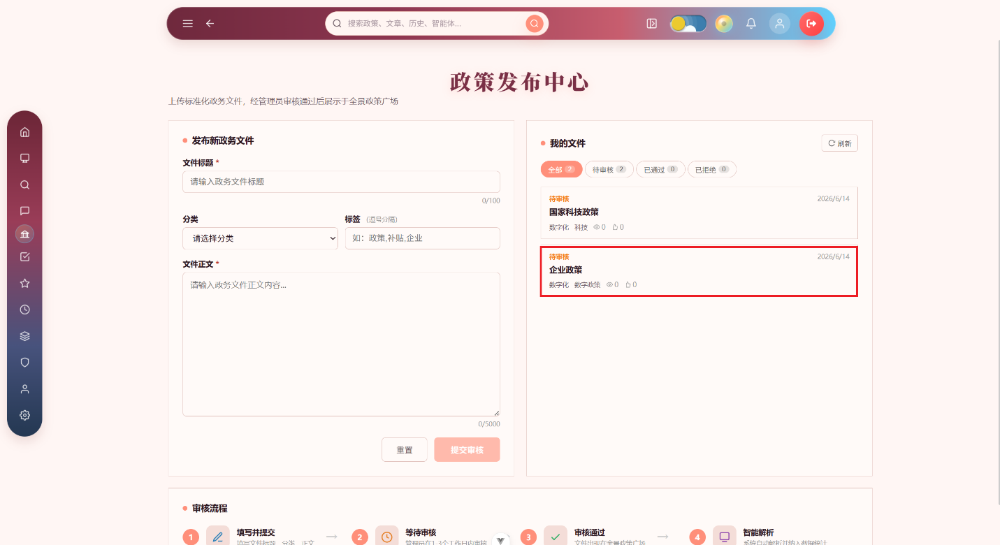 搜索政策、文章、历史、智能体...
政策发布中心
上传标准化政务文件，经管理员审核通过后展示于全景政策广场
发布新政务文件
文件标题 *
请输入政务文件标题
0/100
分类
标签 (逗号分隔)
请选择分类
如：政策,补贴,企业
文件正文 *
请输入政务文件正文内容...
0/5000
重置
提交审核
我的文件
刷新
全部 2
待审核 2
已通过 0
已拒绝 0
待审核
2026/6/14
国家科技政策
数字化 科技 0 0
待审核
2026/6/14
企业政策
数字化 数字政策 0 0
审核流程
1
填写并提交
填写文件标题、分类、正文
2
等待审核
管理员在1-3个工作日内审核
3
审核通过
文件出现在全景政策广场
4
智能解析
系统自动解析并纳入数据统计